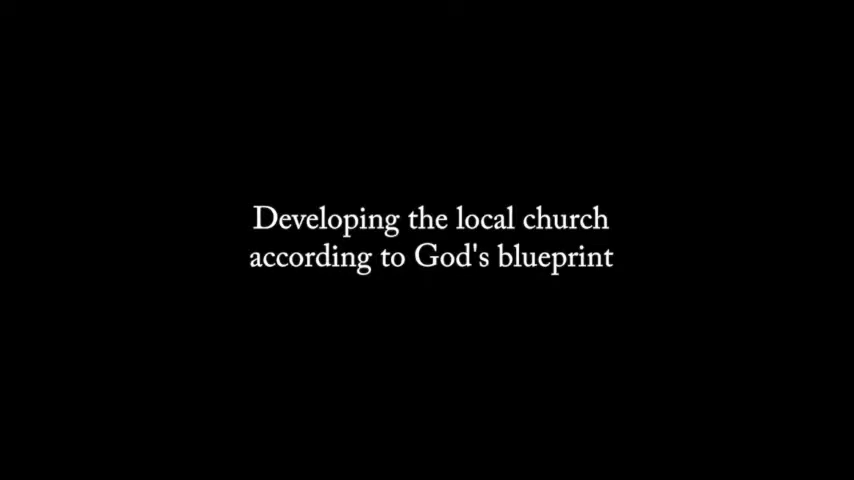 Developing the local church
according to God's blueprint